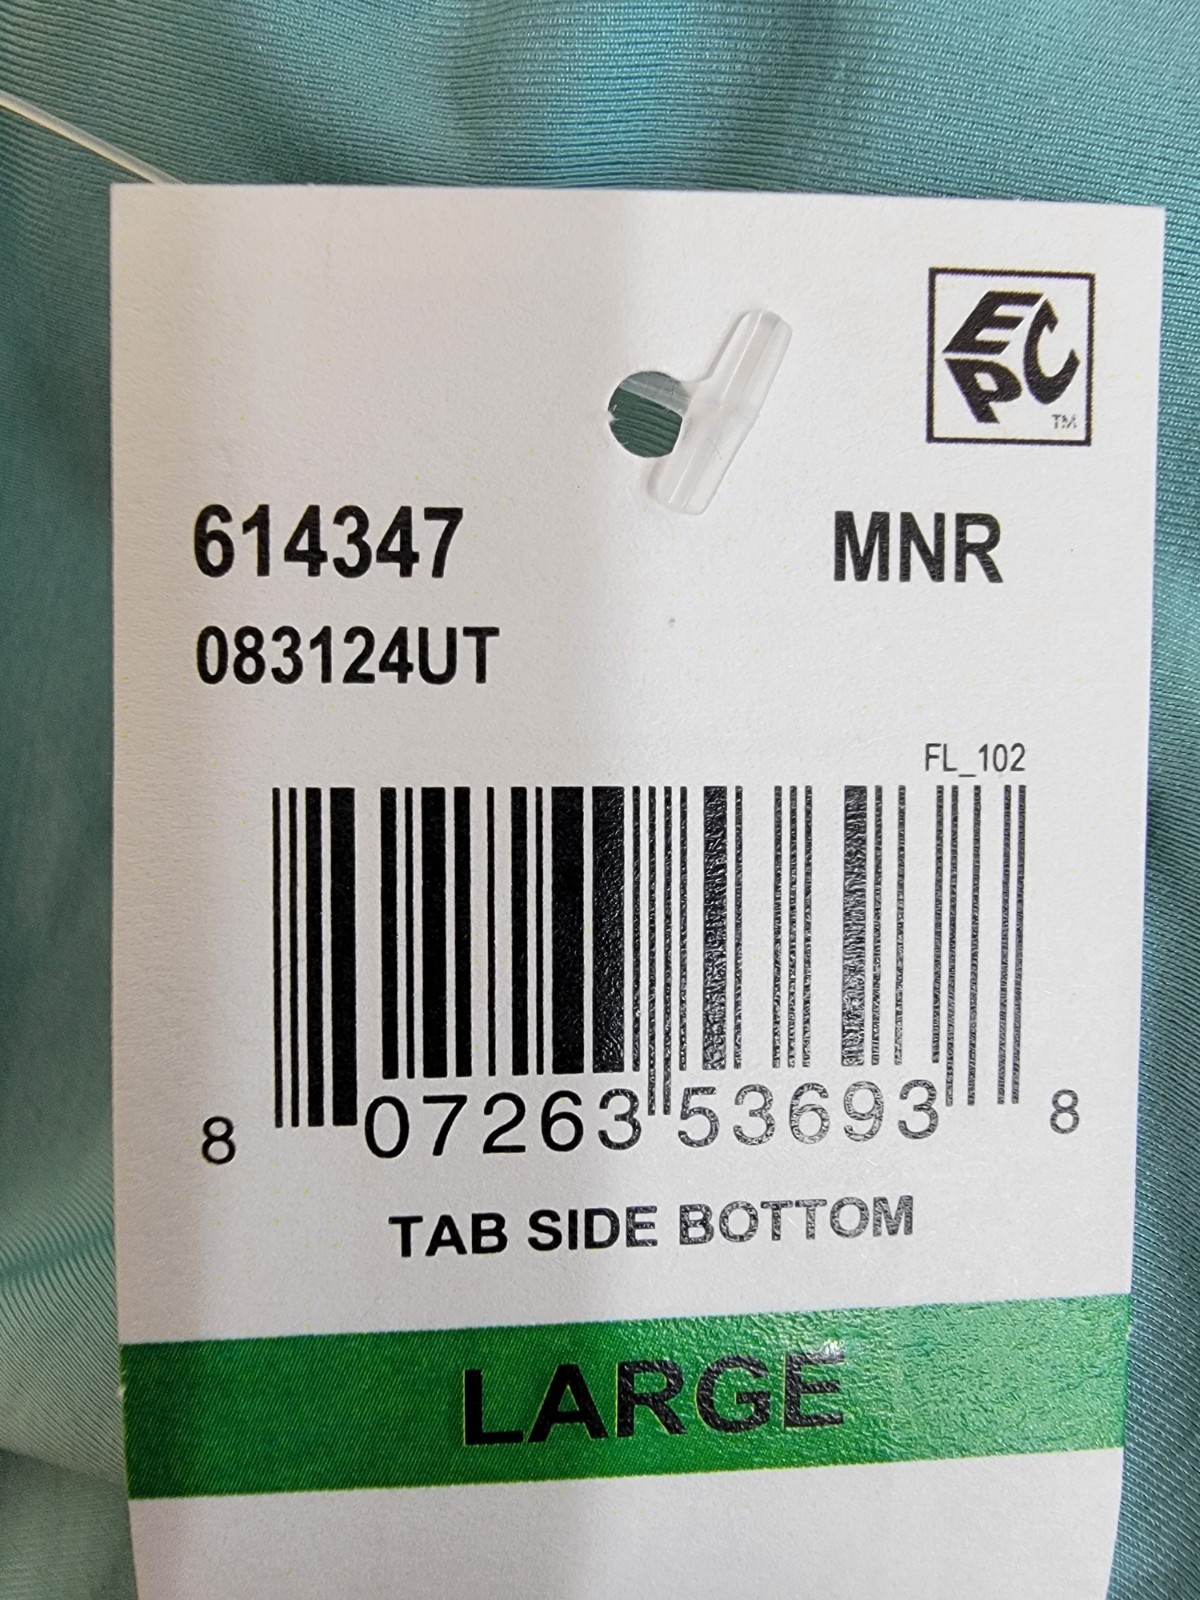 EPC
TM
614347 MNR
083124UT
FL_102
8 07263 53693 8
TAB SIDE BOTTOM
LARGE